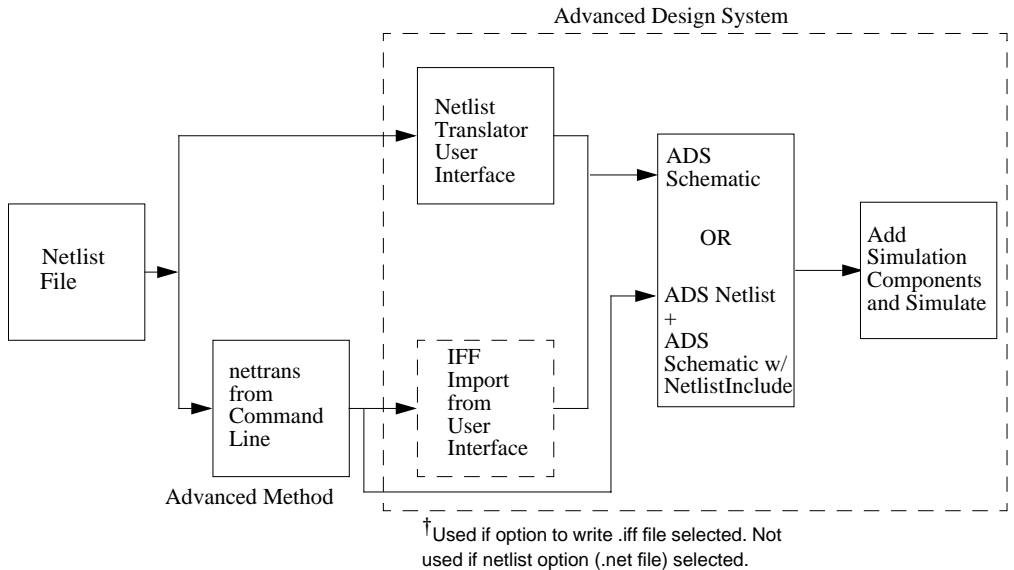 Advanced Design System
Netlist
Translator
User
Interface
ADS
Schematic
OR
ADS Netlist
+
ADS
Schematic w/
NetlistInclude
Add
Simulation
Components
and Simulate
Netlist
File
nettrans
from
Command
Line
Advanced Method
IFF
Import
from
User
Interface
†Used if option to write .iff file selected. Not
used if netlist option (.net file) selected.